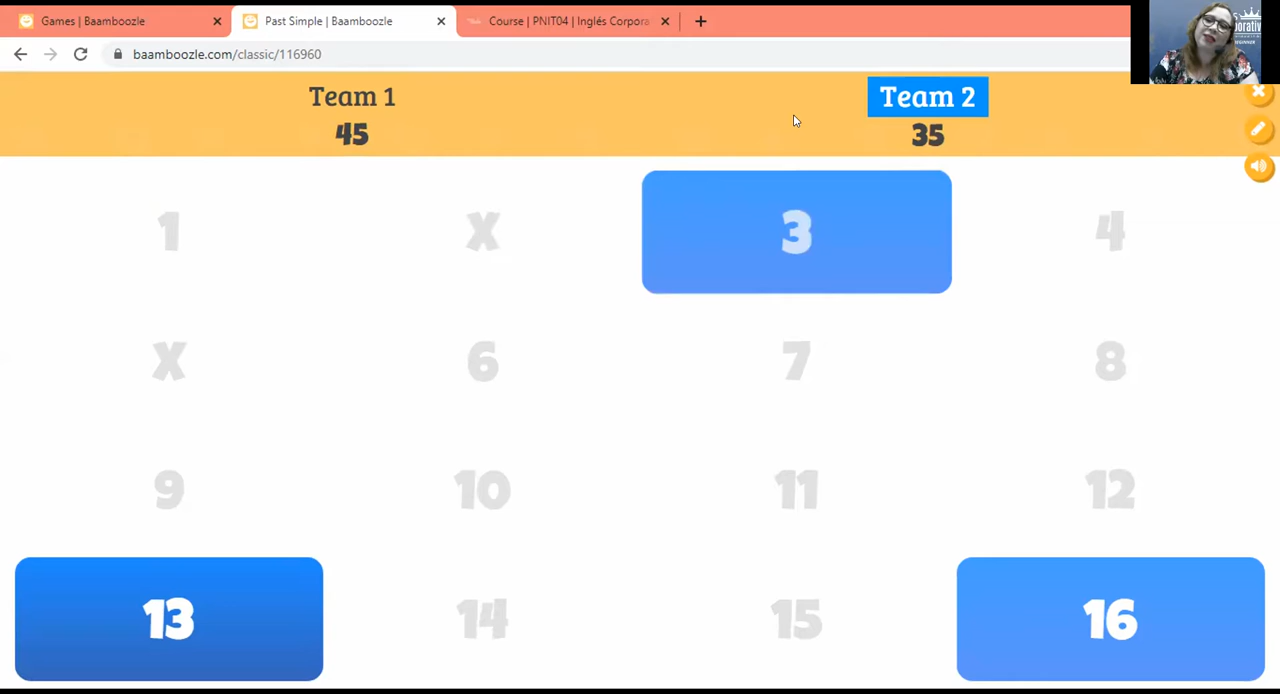 Games | Baamboozle
Past Simple | Baamboozle
Course | PNIT04 | Inglés Corpora
baamboozle.com/classic/116960
Team 1
45
Team 2
35
1
X
3
4
X
6
7
8
9
10
11
12
13
14
15
16